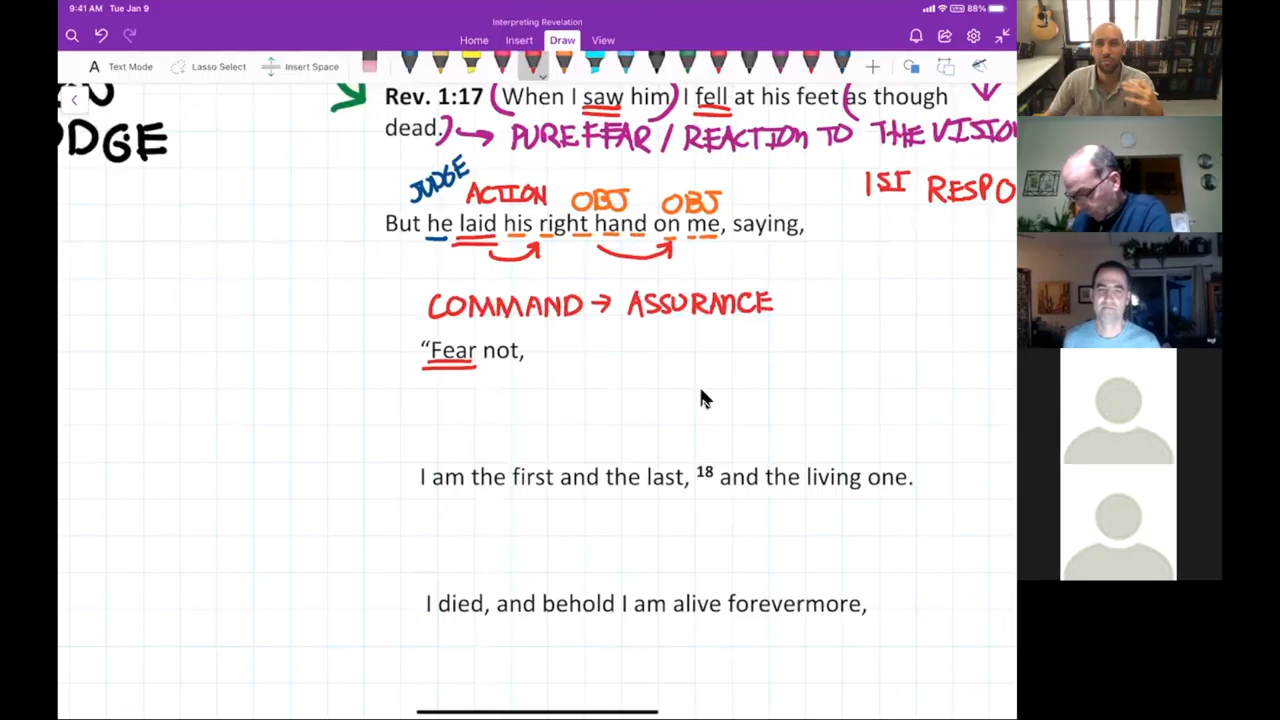 9:41 AM Tue Jan 9
88%
Interpreting Revelation
Home Insert Draw View
Text Mode Lasso Select Insert Space
DGE
Rev. 1:17 (When I saw him) I fell at his feet (as though
dead.) → PURE FEAR / REACTION TO THE VISIO
1ST RESPO
JUDGE ACTION OBJ OBJ
But he laid his right hand on me, saying,
COMMAND → ASSURANCE
“Fear not,
I am the first and the last, 18 and the living one.
I died, and behold I am alive forevermore,